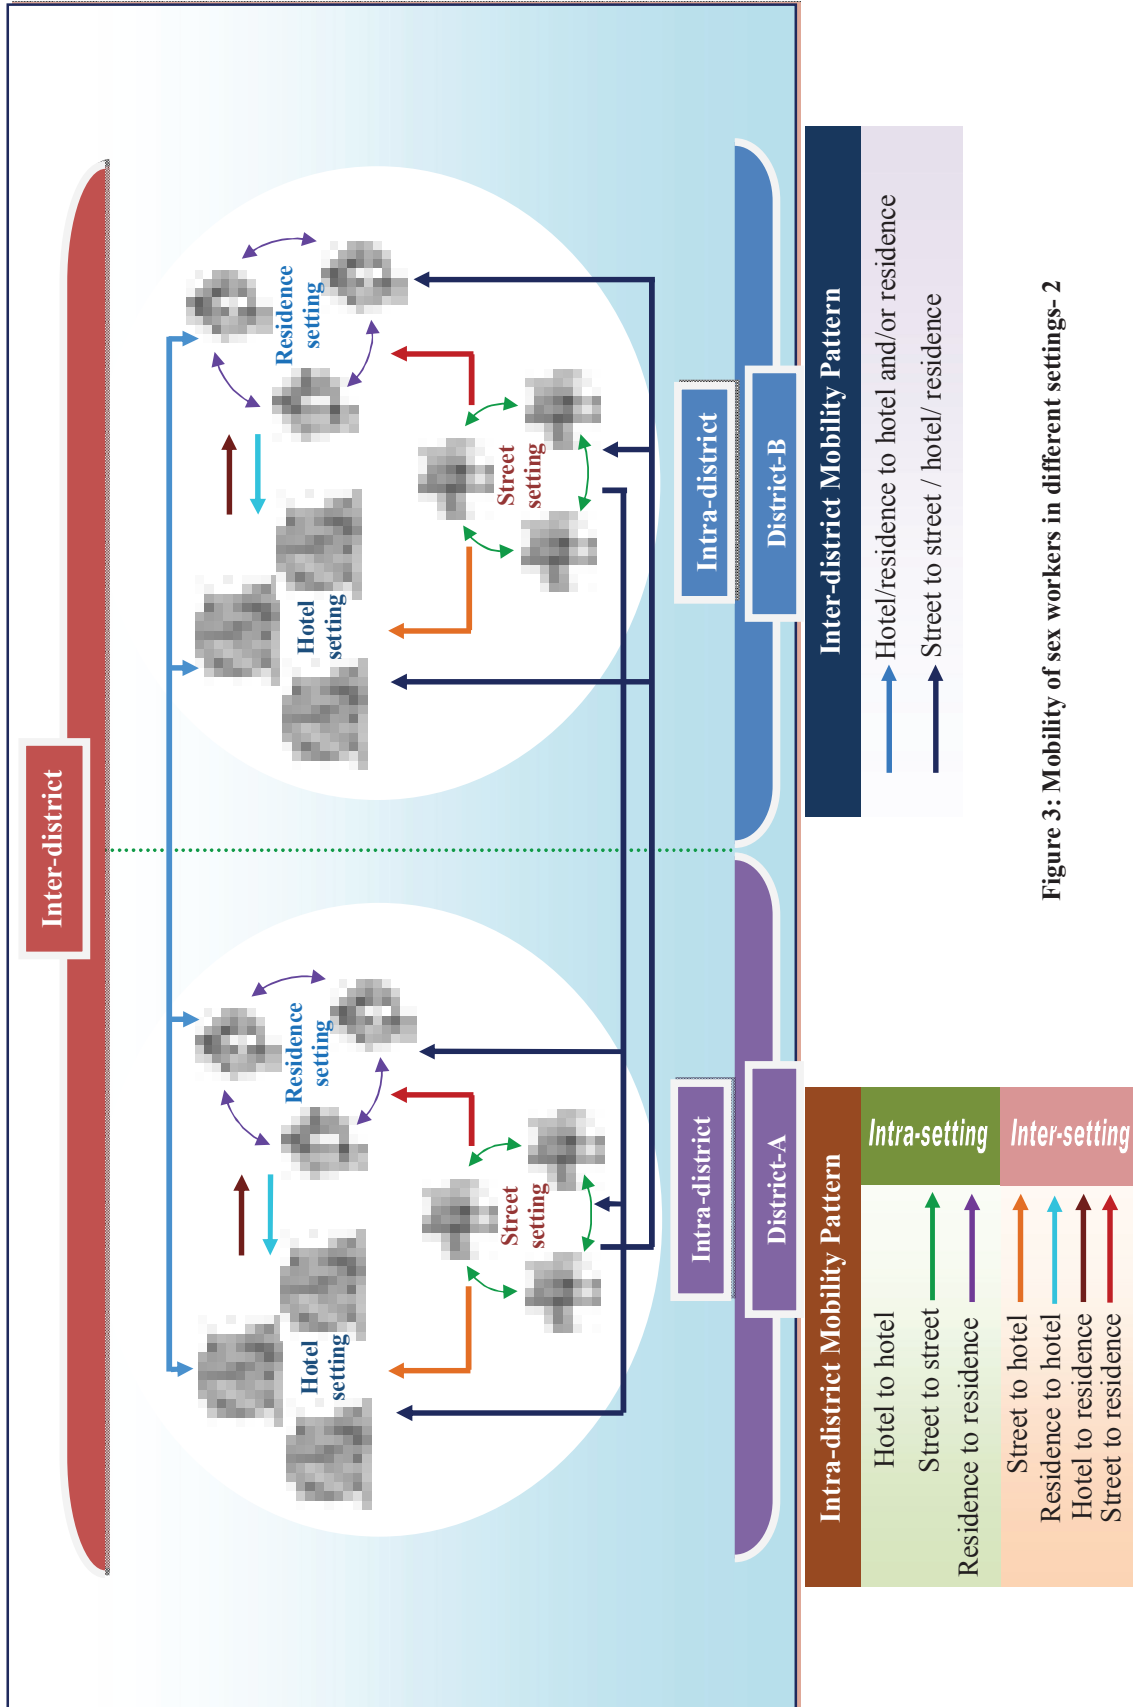 Inter-district
Residence
setting
Hotel
setting
Street
setting
Residence
setting
Hotel
setting
Street
setting
Intra-district
Intra-district
District-A
District-B
Intra-district Mobility Pattern
Hotel to hotel
Street to street
Residence to residence
Intra-setting
Street to hotel
Residence to hotel
Hotel to residence
Street to residence
Inter-setting
Inter-district Mobility Pattern
Hotel/residence to hotel and/or residence
Street to street / hotel/ residence
Figure 3: Mobility of sex workers in different settings- 2